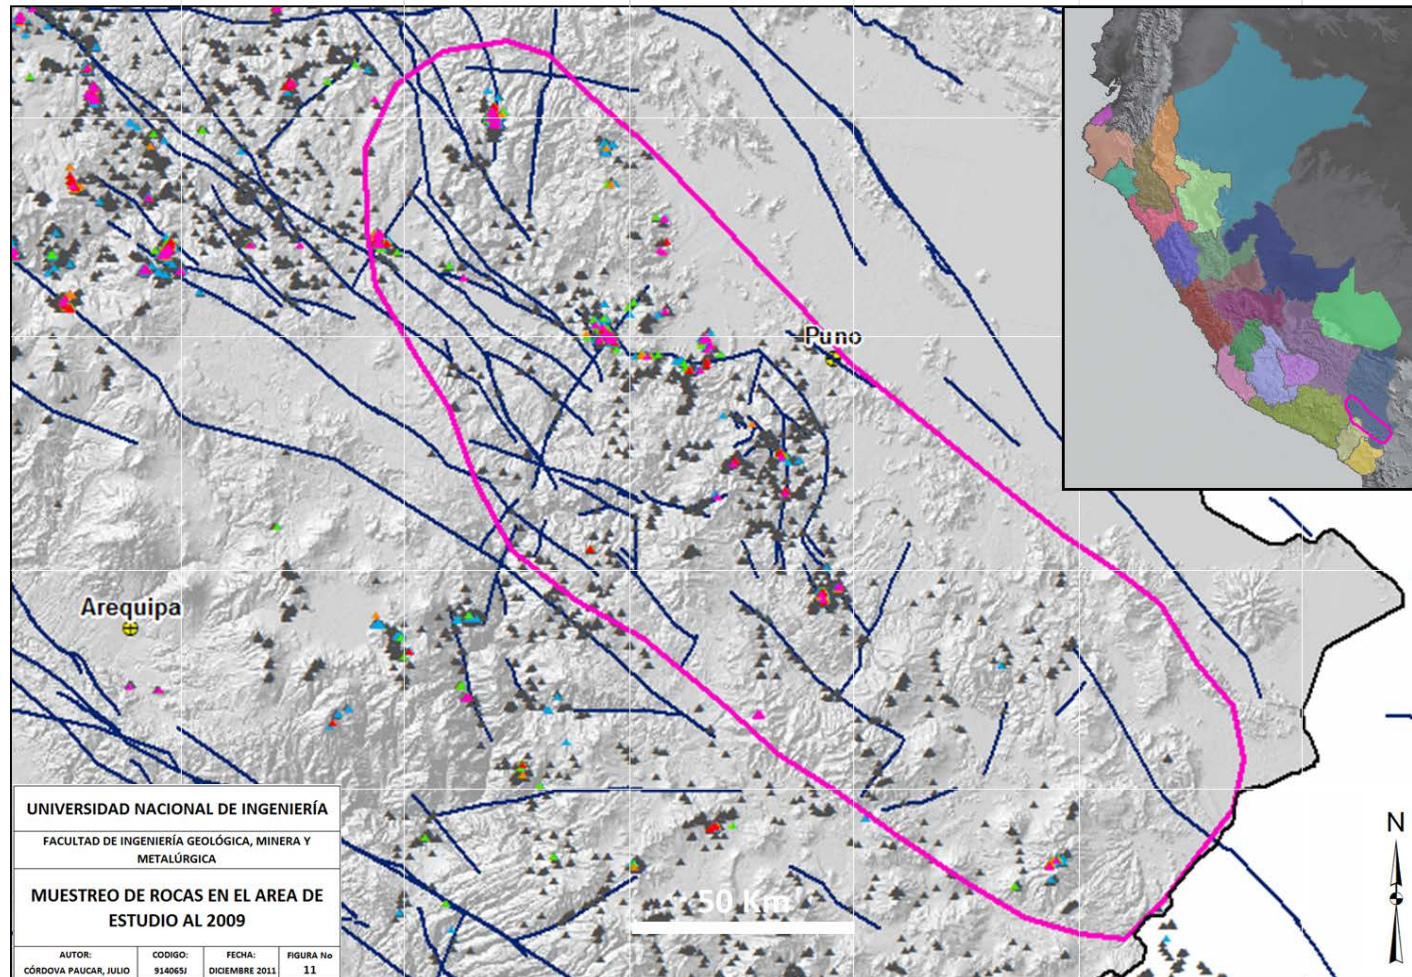 Puno
Arequipa
50 Km
N
UNIVERSIDAD NACIONAL DE INGENIERÍA
FACULTAD DE INGENIERÍA GEOLÓGICA, MINERA Y
METALÚRGICA
MUESTREO DE ROCAS EN EL AREA DE
ESTUDIO AL 2009
AUTOR:
CÓRDOVA PAUCAR, JULIO
CODIGO:
914065J
FECHA:
DICIEMBRE 2011
FIGURA No
11